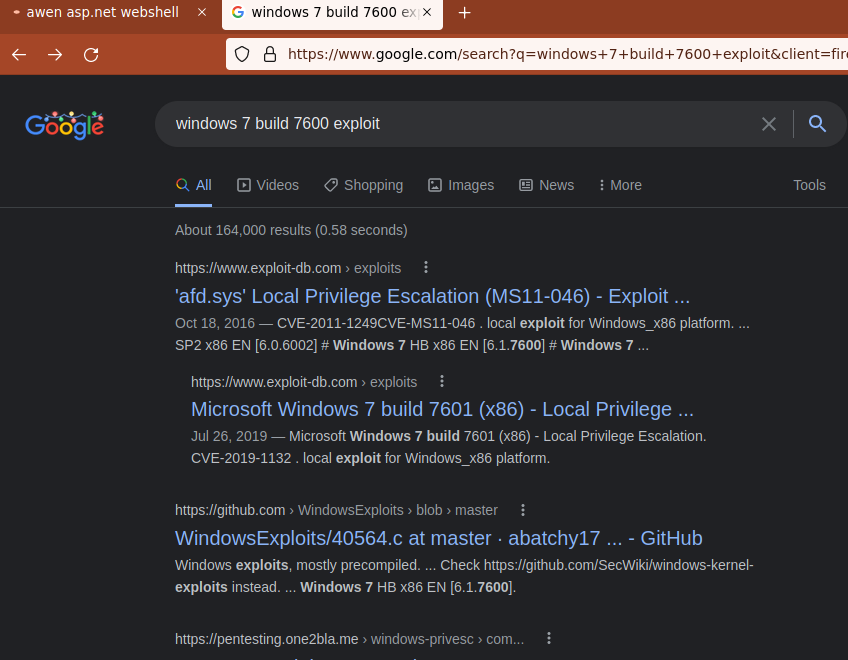 awen asp.net webshell
windows 7 build 7600 ex
https://www.google.com/search?q=windows+7+build+7600+exploit&client=fire
Google
windows 7 build 7600 exploit
All Videos Shopping Images News More Tools
About 164,000 results (0.58 seconds)
https://www.exploit-db.com › exploits
'afd.sys' Local Privilege Escalation (MS11-046) - Exploit ...
Oct 18, 2016 — CVE-2011-1249CVE-MS11-046 . local exploit for Windows_x86 platform. ...
SP2 x86 EN [6.0.6002] # Windows 7 HB x86 EN [6.1.7600] # Windows 7 ...
https://www.exploit-db.com › exploits
Microsoft Windows 7 build 7601 (x86) - Local Privilege ...
Jul 26, 2019 — Microsoft Windows 7 build 7601 (x86) - Local Privilege Escalation.
CVE-2019-1132 . local exploit for Windows_x86 platform.
https://github.com › WindowsExploits › blob › master
WindowsExploits/40564.c at master · abatchy17 ... - GitHub
Windows exploits, mostly precompiled. ... Check https://github.com/SecWiki/windows-kernel-
exploits instead. ... Windows 7 HB x86 EN [6.1.7600].
https://pentesting.one2bla.me › windows-privesc › com...